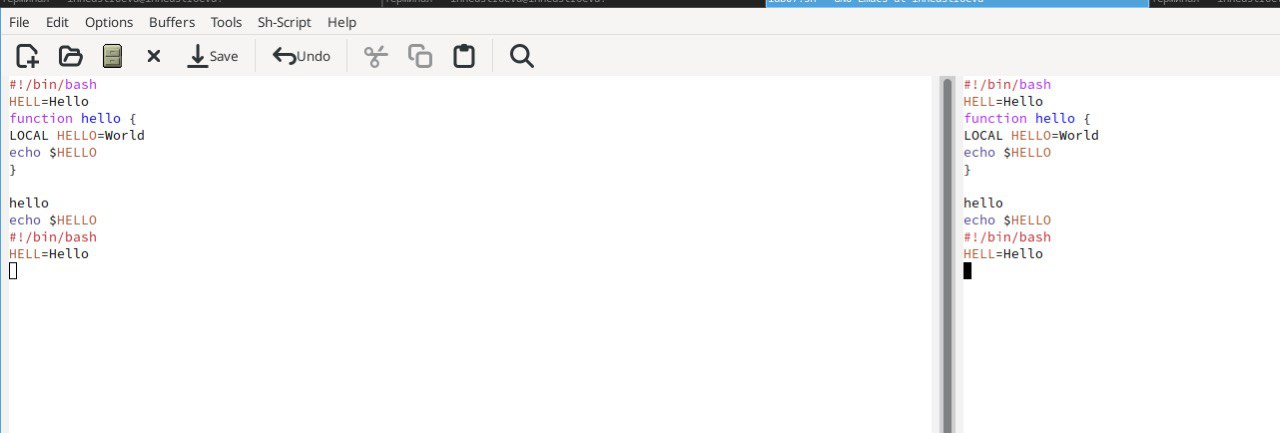 File Edit Options Buffers Tools Sh-Script Help
Save Undo
#!/bin/bash
HELL=Hello
function hello {
LOCAL HELLO=World
echo $HELLO
}
hello
echo $HELLO
#!/bin/bash
HELL=Hello
#!/bin/bash
HELL=Hello
function hello {
LOCAL HELLO=World
echo $HELLO
}
hello
echo $HELLO
#!/bin/bash
HELL=Hello